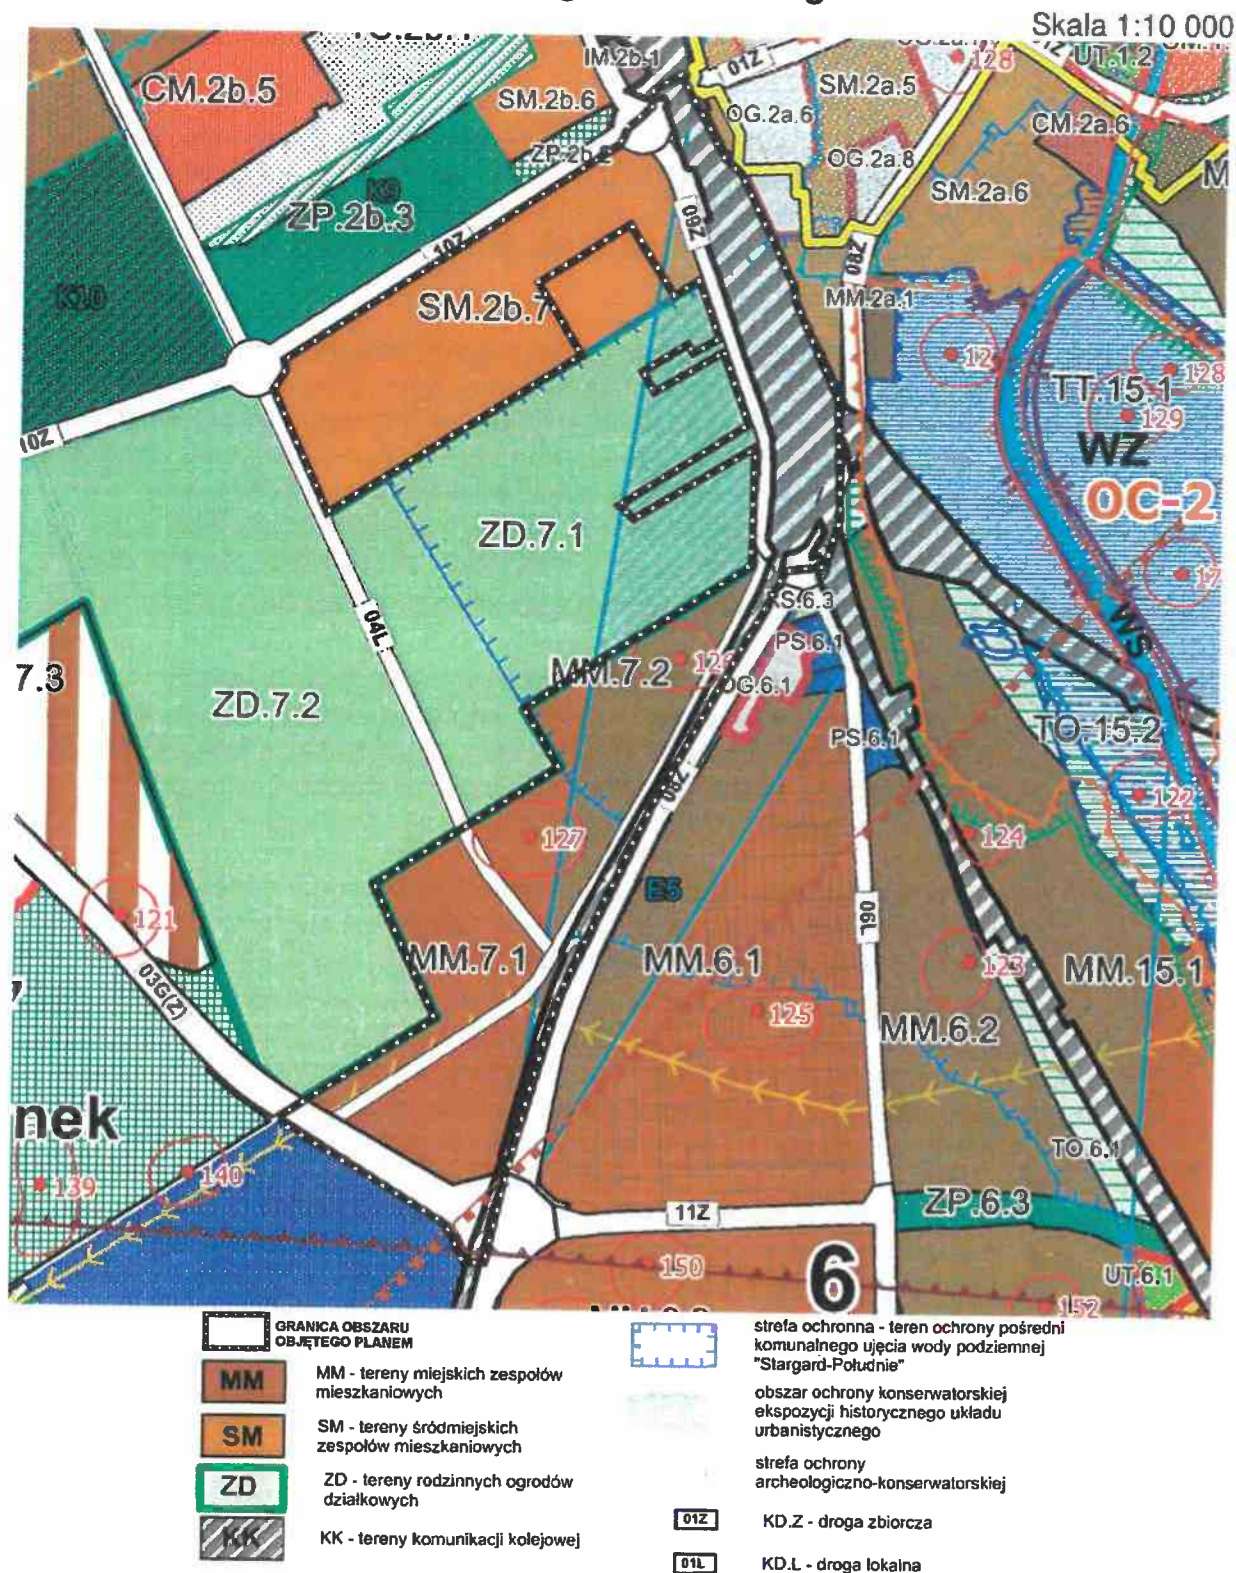 Skala 1:10 000
CM.2b.5
IM.2b-1
01Z
128
UT.1.2
SM.2b.6
OG.2a.6
SM.2a.5
CM.2a.6
ZP.2b.2
OG.2a.8
SM.2a.6
K9
ZP.2b.3
10Z
09Z
08Z
K10
SM.2b.7
MM.2a.1
TT.15.1
128
129
WZ
10Z
OC-2
ZD.7.1
04L
PS.6.1
WS
7.3
MM.7.2
OG.6.1
ZD.7.2
PS.6.1
TO.15.2
08Z
122
127
124
E5
121
06L
MM.7.1
MM.6.1
123
MM.15.1
03G(Z)
125
MM.6.2
nek
TO.6.1
139
140
11Z
ZP.6.3
150
6
UT.6.1
152
GRANICA OBSZARU
OBJĘTEGO PLANEM
MM
MM - tereny miejskich zespołów
mieszkaniowych
SM
SM - tereny śródmiejskich
zespołów mieszkaniowych
ZD
ZD - tereny rodzinnych ogrodów
działkowych
KK
KK - tereny komunikacji kolejowej
strefa ochronna - teren ochrony pośredni
komunalnego ujęcia wody podziemnej
"Stargard-Południe"
obszar ochrony konserwatorskiej
ekspozycji historycznego układu
urbanistycznego
strefa ochrony
archeologiczno-konserwatorskiej
01Z
KD.Z - droga zbiorcza
01L
KD.L - droga lokalna